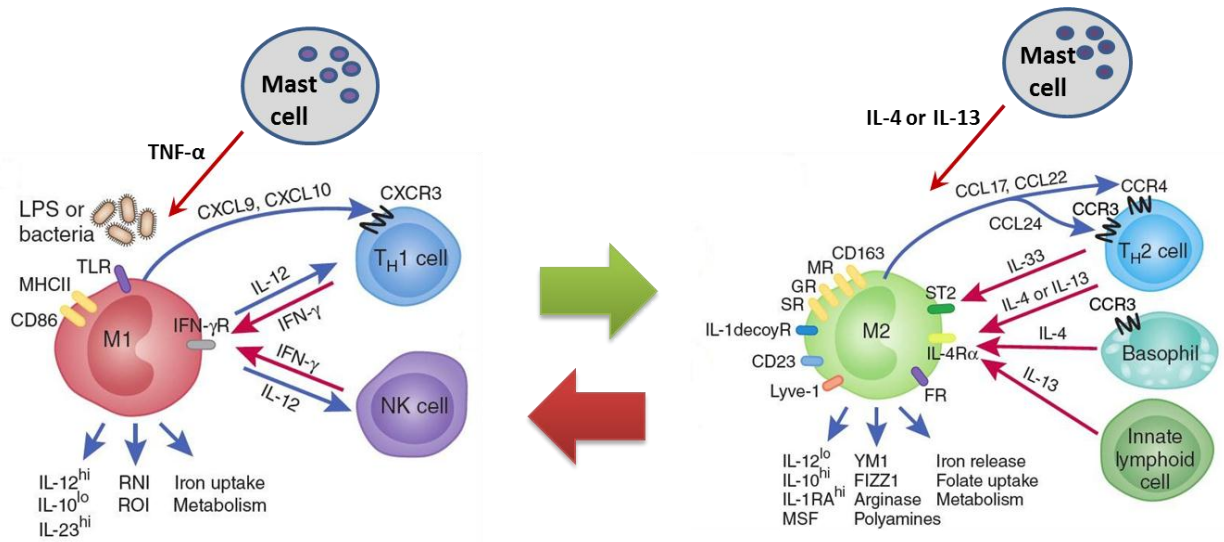 Mast
cell
TNF-α
LPS or
bacteria
CXCL9, CXCL10
CXCR3
TLR
MHCII
CD86
M1
IFN-γR
IL-12
IFN-γ
TH1 cell
IFN-γ
IL-12
NK cell
IL-12hi
IL-10lo
IL-23hi
RNI
ROI
Iron uptake
Metabolism
Mast
cell
IL-4 or IL-13
CCL17, CCL22
CCL24
CCR4
CCR3
TH2 cell
CD163
MR
GR
SR
IL-1decoyR
CD23
Lyve-1
M2
ST2
IL-4Rα
FR
IL-33
IL-4 or IL-13
CCR3
IL-4
Basophil
IL-13
Innate
lymphoid
cell
IL-12lo
IL-10hi
IL-1RAhi
MSF
YM1
FIZZ1
Arginase
Polyamines
Iron release
Folate uptake
Metabolism